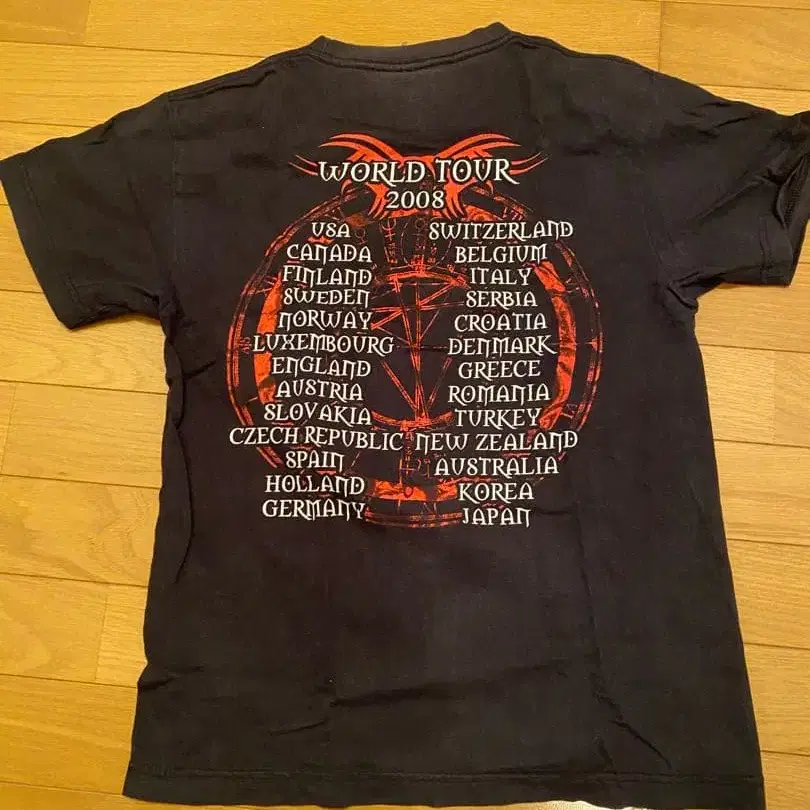 WORLD TOUR
2008
USA
CANADA
FINLAND
SWEDEN
NORWAY
LUXEMBOURG
ENGLAND
AUSTRIA
SLOVAKIA
CZECH REPUBLIC
SPAIN
HOLLAND
GERMANY
SWITZERLAND
BELGIUM
ITALY
SERBIA
CROATIA
DENMARK
GREECE
ROMANIA
TURKEY
NEW ZEALAND
AUSTRALIA
KOREA
JAPAN